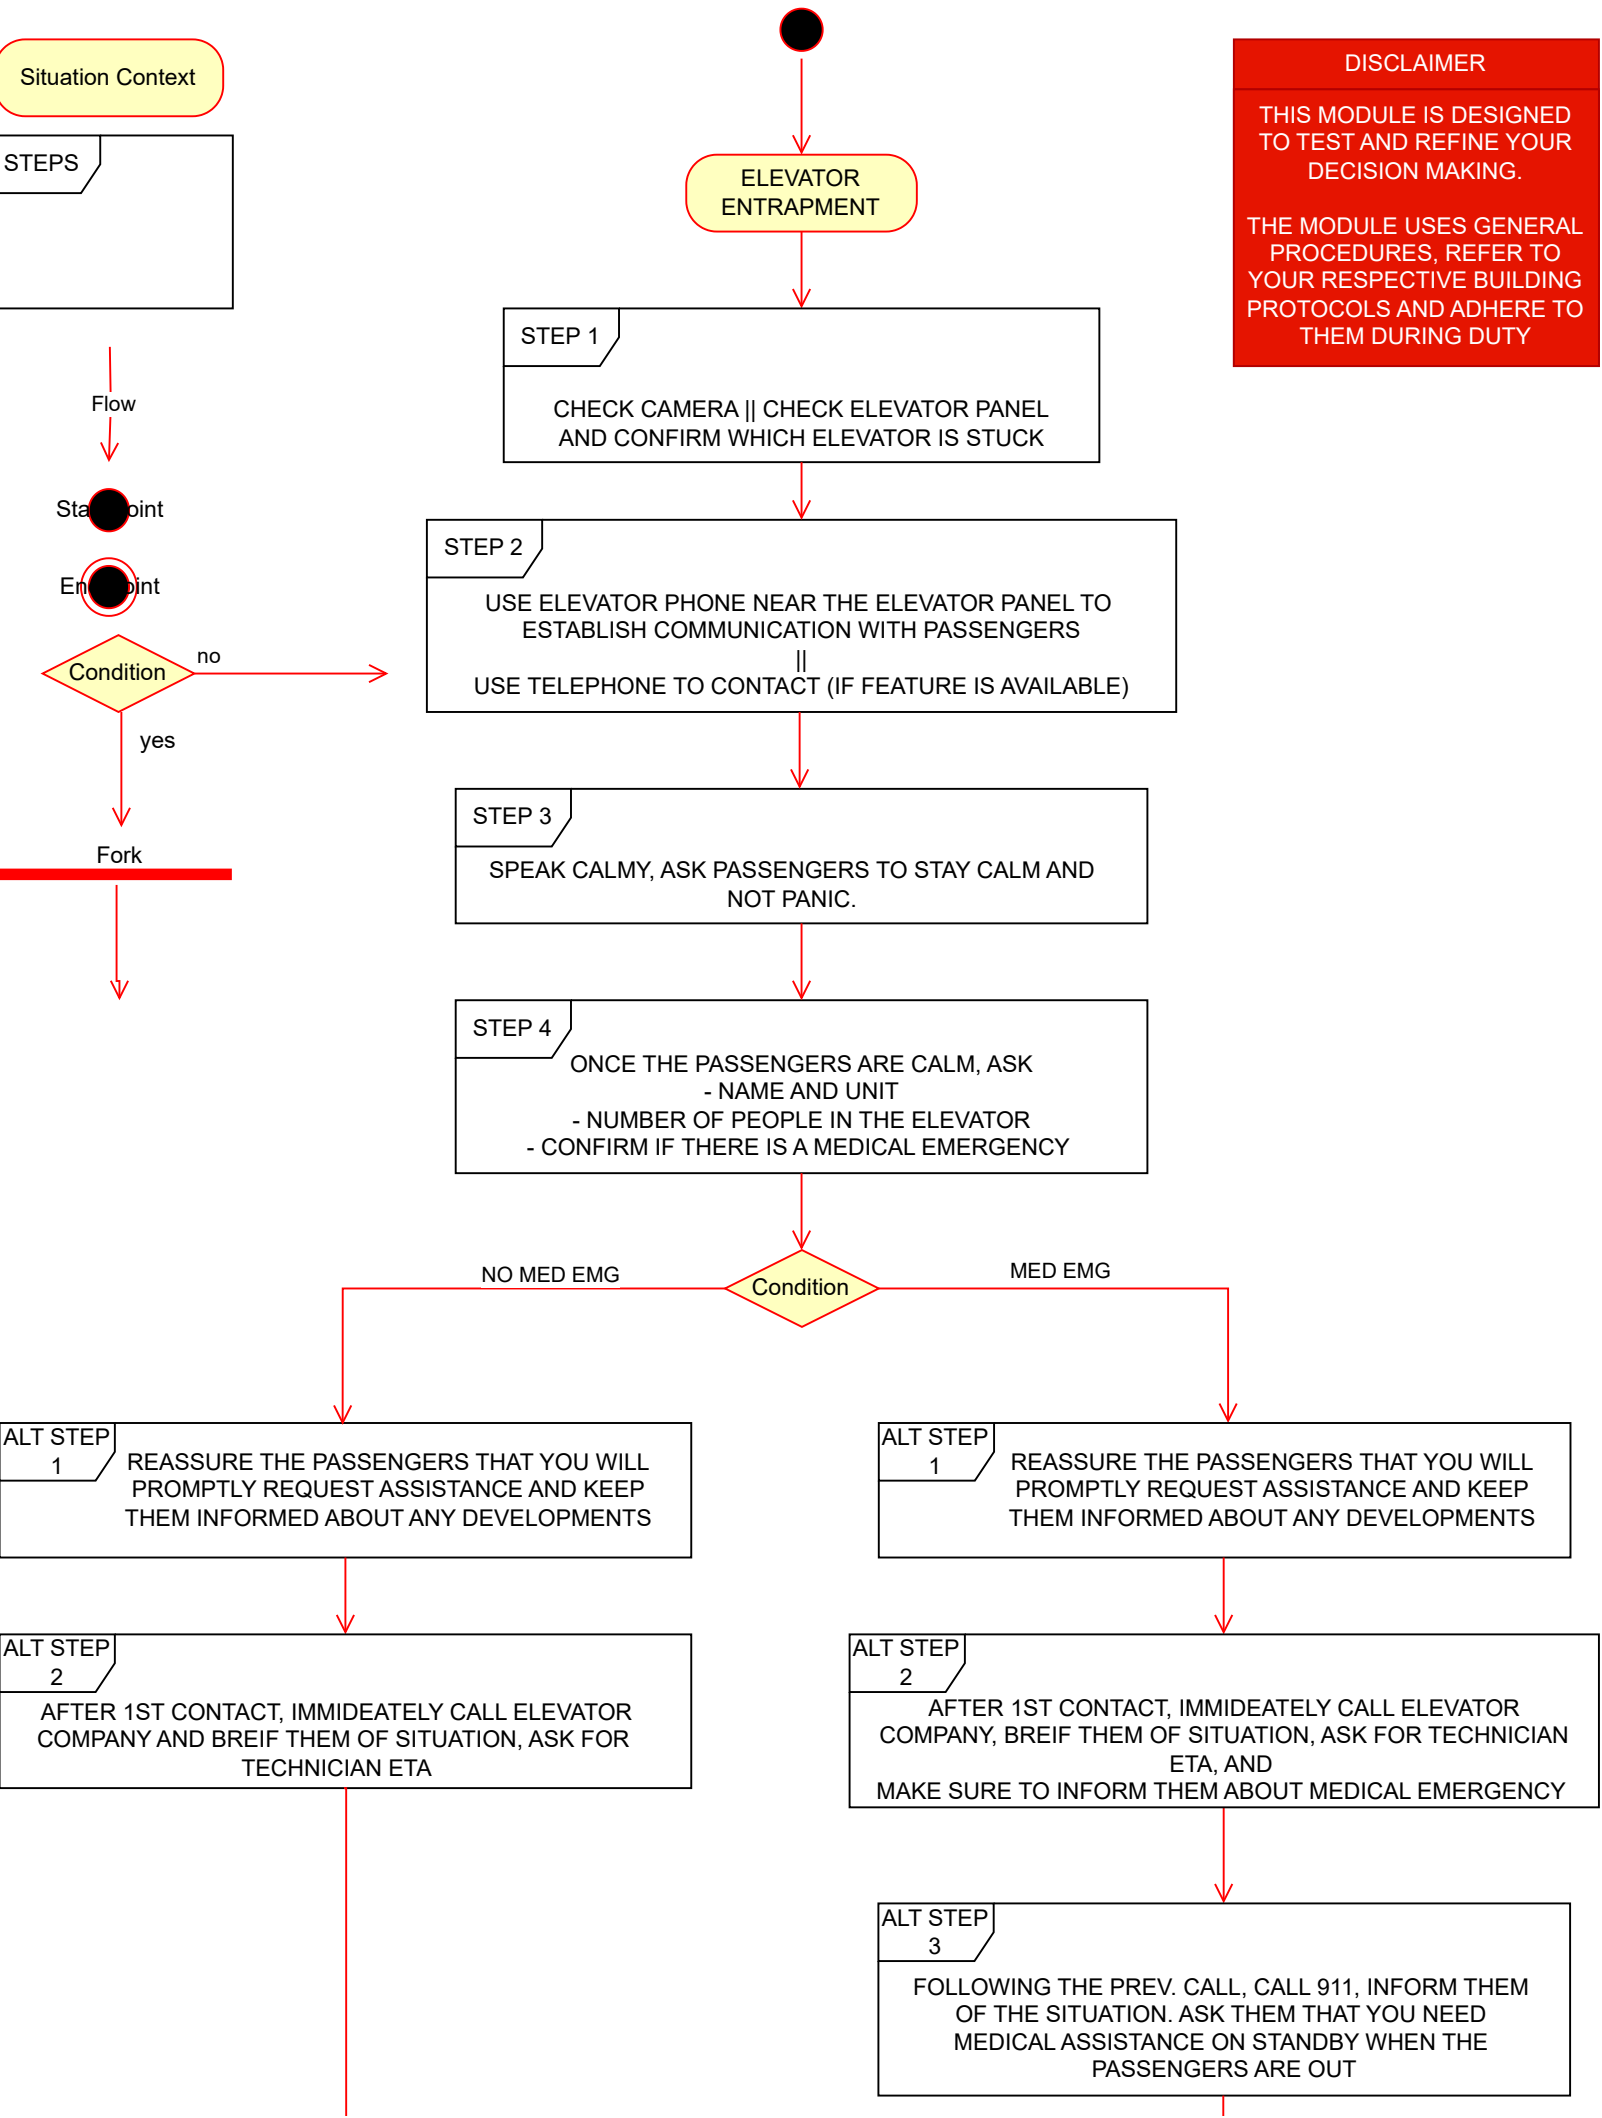 Situation Context
STEPS
Flow
Condition
no
yes
Fork
ELEVATOR
ENTRAPMENT
DISCLAIMER
THIS MODULE IS DESIGNED
TO TEST AND REFINE YOUR
DECISION MAKING.
THE MODULE USES GENERAL
PROCEDURES, REFER TO
YOUR RESPECTIVE BUILDING
PROTOCOLS AND ADHERE TO
THEM DURING DUTY
STEP 1
CHECK CAMERA || CHECK ELEVATOR PANEL
AND CONFIRM WHICH ELEVATOR IS STUCK
STEP 2
USE ELEVATOR PHONE NEAR THE ELEVATOR PANEL TO
ESTABLISH COMMUNICATION WITH PASSENGERS
||
USE TELEPHONE TO CONTACT (IF FEATURE IS AVAILABLE)
STEP 3
SPEAK CALMY, ASK PASSENGERS TO STAY CALM AND
NOT PANIC.
STEP 4
ONCE THE PASSENGERS ARE CALM, ASK
- NAME AND UNIT
- NUMBER OF PEOPLE IN THE ELEVATOR
- CONFIRM IF THERE IS A MEDICAL EMERGENCY
NO MED EMG
Condition
MED EMG
ALT STEP
1
REASSURE THE PASSENGERS THAT YOU WILL
PROMPTLY REQUEST ASSISTANCE AND KEEP
THEM INFORMED ABOUT ANY DEVELOPMENTS
ALT STEP
2
AFTER 1ST CONTACT, IMMIDEATELY CALL ELEVATOR
COMPANY AND BREIF THEM OF SITUATION, ASK FOR
TECHNICIAN ETA
ALT STEP
1
REASSURE THE PASSENGERS THAT YOU WILL
PROMPTLY REQUEST ASSISTANCE AND KEEP
THEM INFORMED ABOUT ANY DEVELOPMENTS
ALT STEP
2
AFTER 1ST CONTACT, IMMIDEATELY CALL ELEVATOR
COMPANY, BREIF THEM OF SITUATION, ASK FOR TECHNICIAN
ETA, AND
MAKE SURE TO INFORM THEM ABOUT MEDICAL EMERGENCY
ALT STEP
3
FOLLOWING THE PREV. CALL, CALL 911, INFORM THEM
OF THE SITUATION. ASK THEM THAT YOU NEED
MEDICAL ASSISTANCE ON STANDBY WHEN THE
PASSENGERS ARE OUT